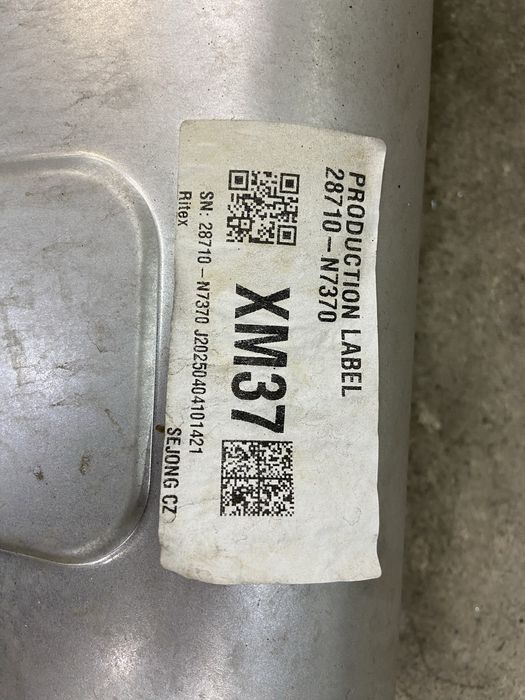 PRODUCTION LABEL
28710-N7370
XM37
SN: 28710-N7370 J20250404101421
Ritex
SEJONG CZ